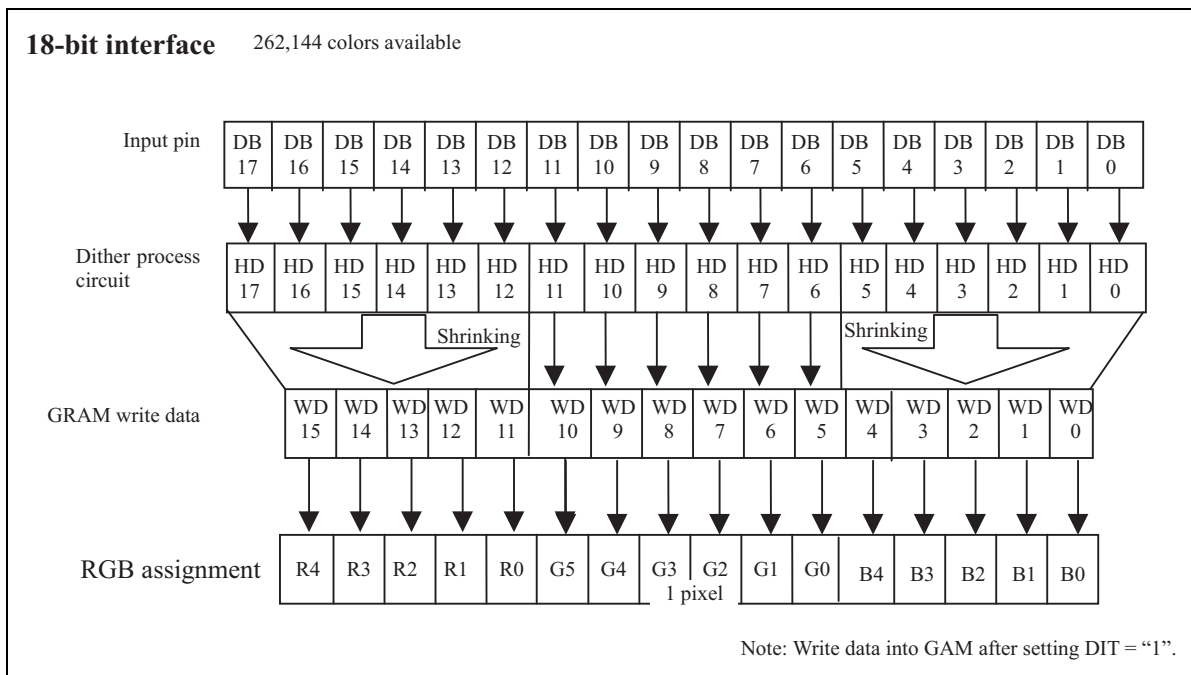 18-bit interface 262,144 colors available
Input pin
DB 17 DB 16 DB 15 DB 14 DB 13 DB 12 DB 11 DB 10 DB 9 DB 8 DB 7 DB 6 DB 5 DB 4 DB 3 DB 2 DB 1 DB 0
Dither process
circuit
HD 17 HD 16 HD 15 HD 14 HD 13 HD 12 HD 11 HD 10 HD 9 HD 8 HD 7 HD 6 HD 5 HD 4 HD 3 HD 2 HD 1 HD 0
Shrinking Shrinking
GRAM write data
WD 15 WD 14 WD 13 WD 12 WD 11 WD 10 WD 9 WD 8 WD 7 WD 6 WD 5 WD 4 WD 3 WD 2 WD 1 WD 0
RGB assignment
R4 R3 R2 R1 R0 G5 G4 G3 G2 G1 G0 B4 B3 B2 B1 B0
1 pixel
Note: Write data into GAM after setting DIT = “1”.